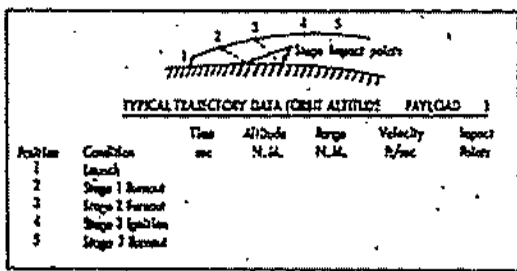 1 2 3 4 5
Stage Impact points
TYPICAL TRAJECTORY DATA (ORBIT ALTITUDE PAYLOAD )
Time Altitude Range Velocity Impact
Position Condition sec N.M. N.M. ft/sec Points
1 Launch
2 Stage 1 Burnout
3 Stage 2 Burnout
4 Stage 3 Ignition
5 Stage 3 Burnout